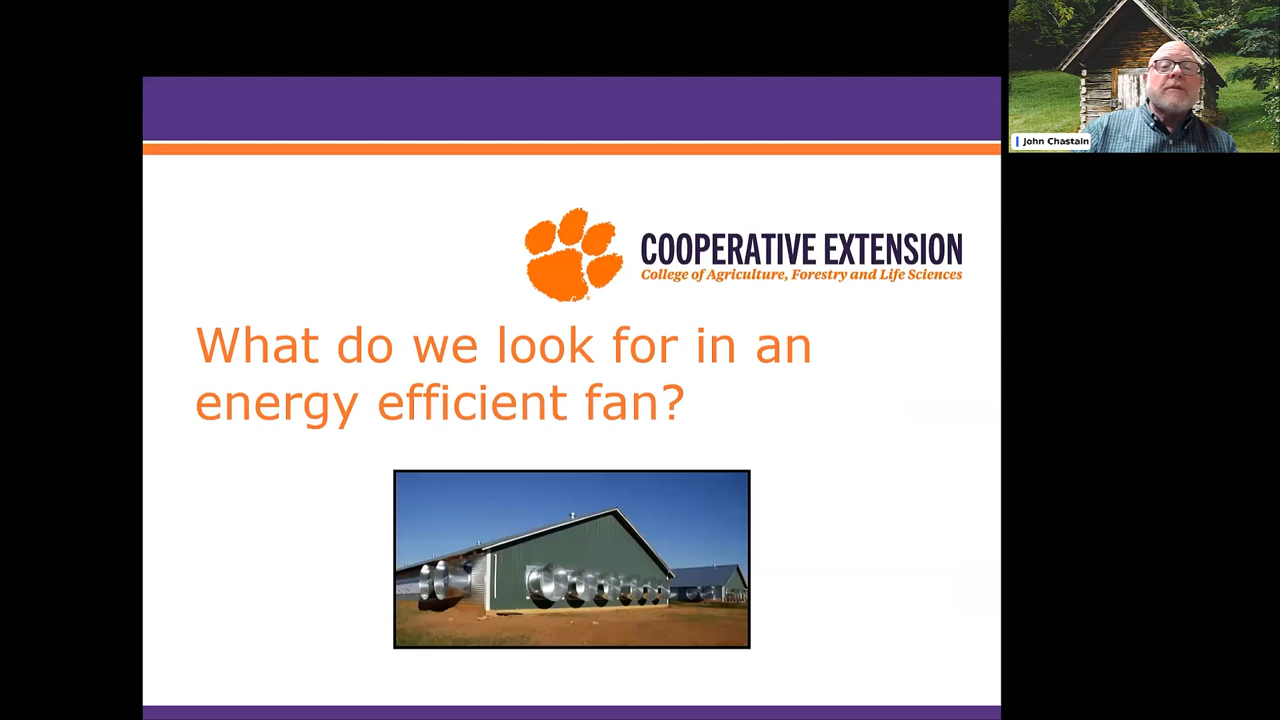 John Chastain
COOPERATIVE EXTENSION
College of Agriculture, Forestry and Life Sciences
What do we look for in an
energy efficient fan?